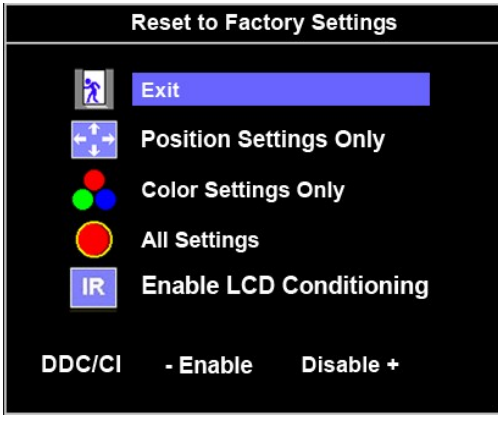 Reset to Factory Settings
Exit
Position Settings Only
Color Settings Only
All Settings
IR Enable LCD Conditioning
DDC/CI - Enable Disable +